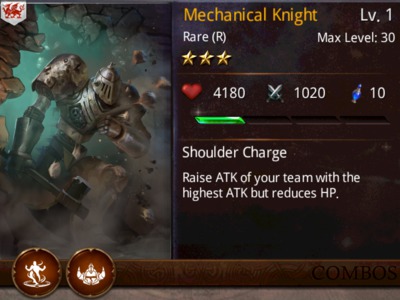 Mechanical Knight Lv. 1
Rare (R) Max Level: 30
4180 1020 10
Shoulder Charge
Raise ATK of your team with the
highest ATK but reduces HP.
COMBOS